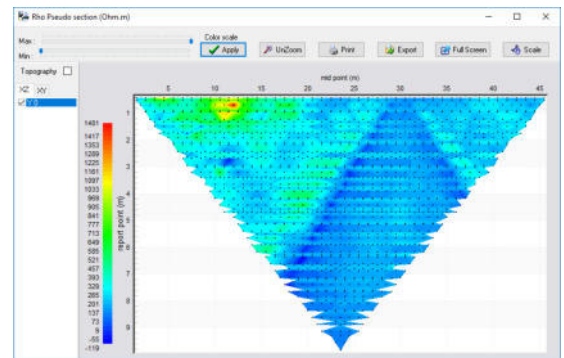 Rho Pseudo section (Ohm.m)
Max :
Min :
Color scale
Apply
UnZoom
Print
Export
Full Screen
Scale
Topography
XZ XY
Y 0
mid point (m)
5 10 15 20 25 30 35 40 45
report point (m)
1
2
3
4
5
6
7
8
9
1481
1417
1353
1289
1225
1161
1097
1033
969
905
841
777
713
649
585
521
457
393
329
265
201
137
73
9
-55
-119